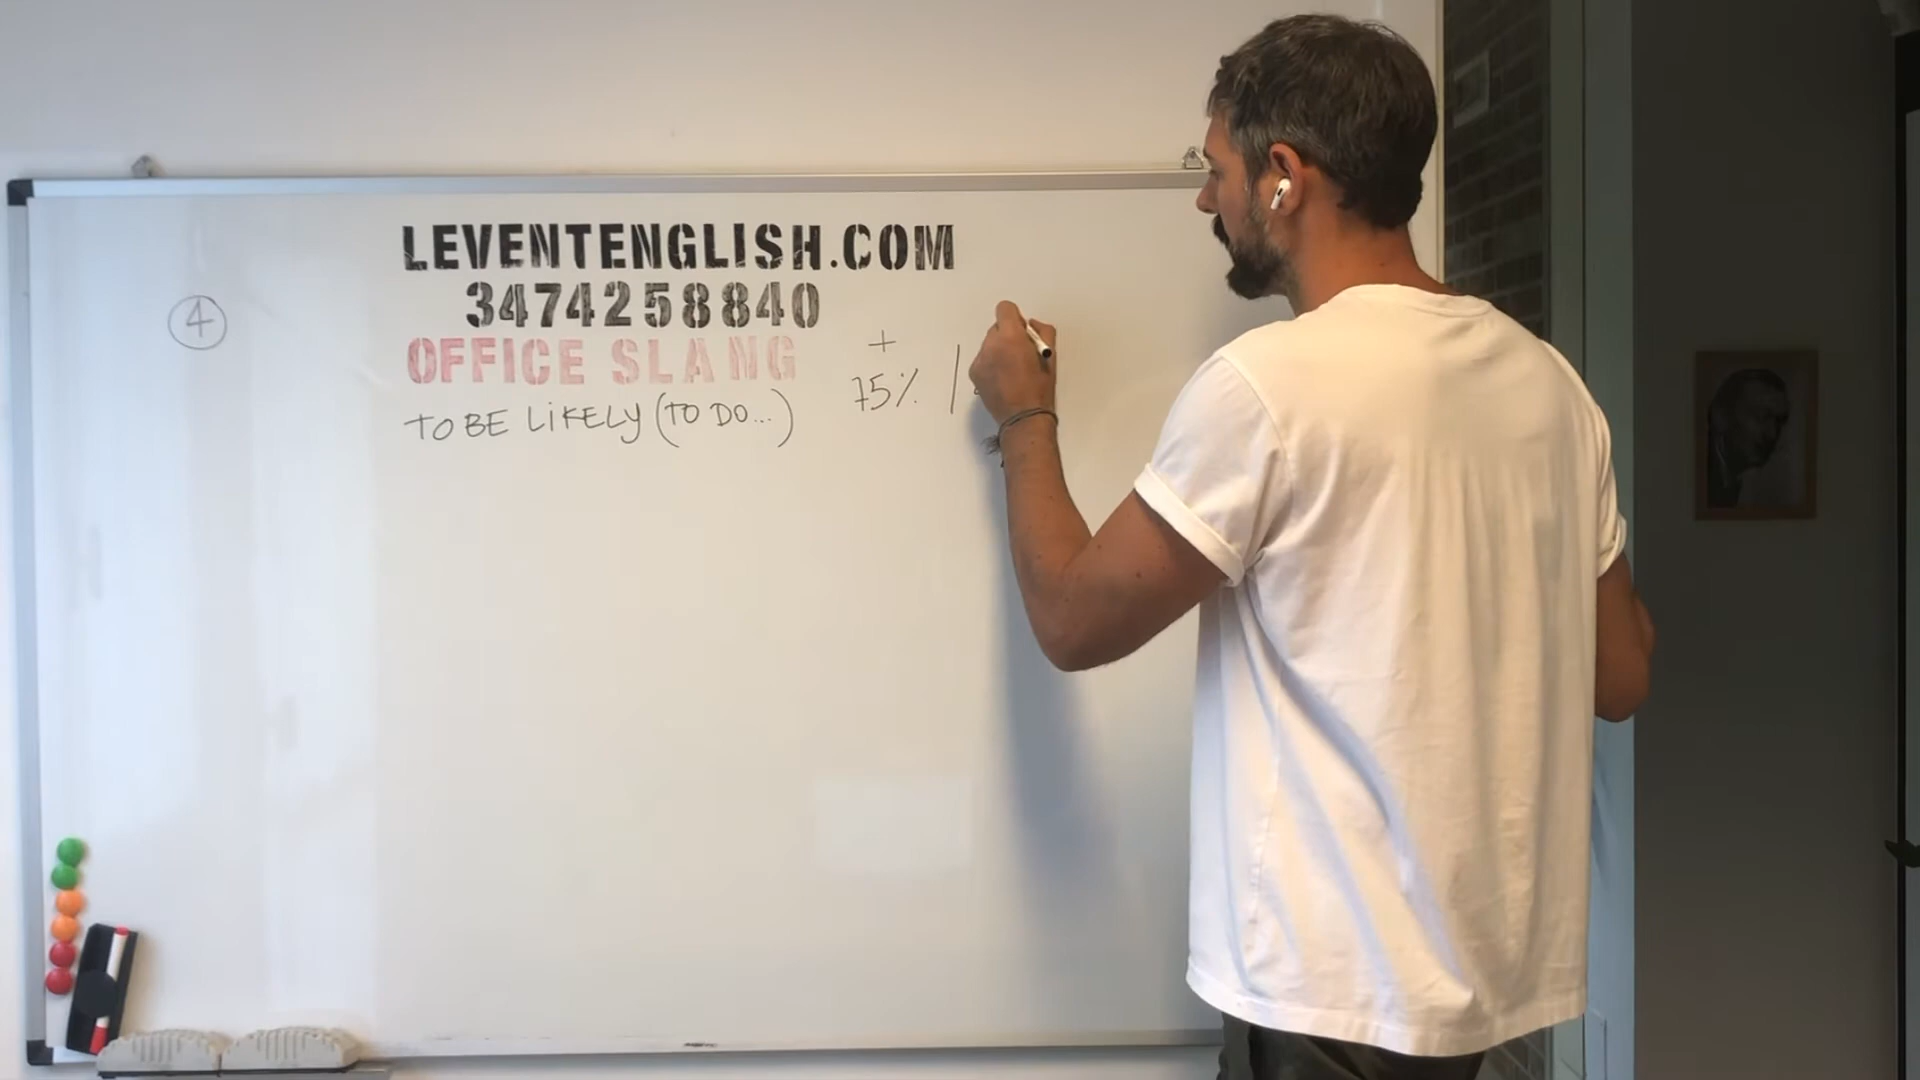 LEVENTENGLISH.COM
3474258840
④
OFFICE SLANG
+
75% /
TO BE LIKELY (TO DO...)